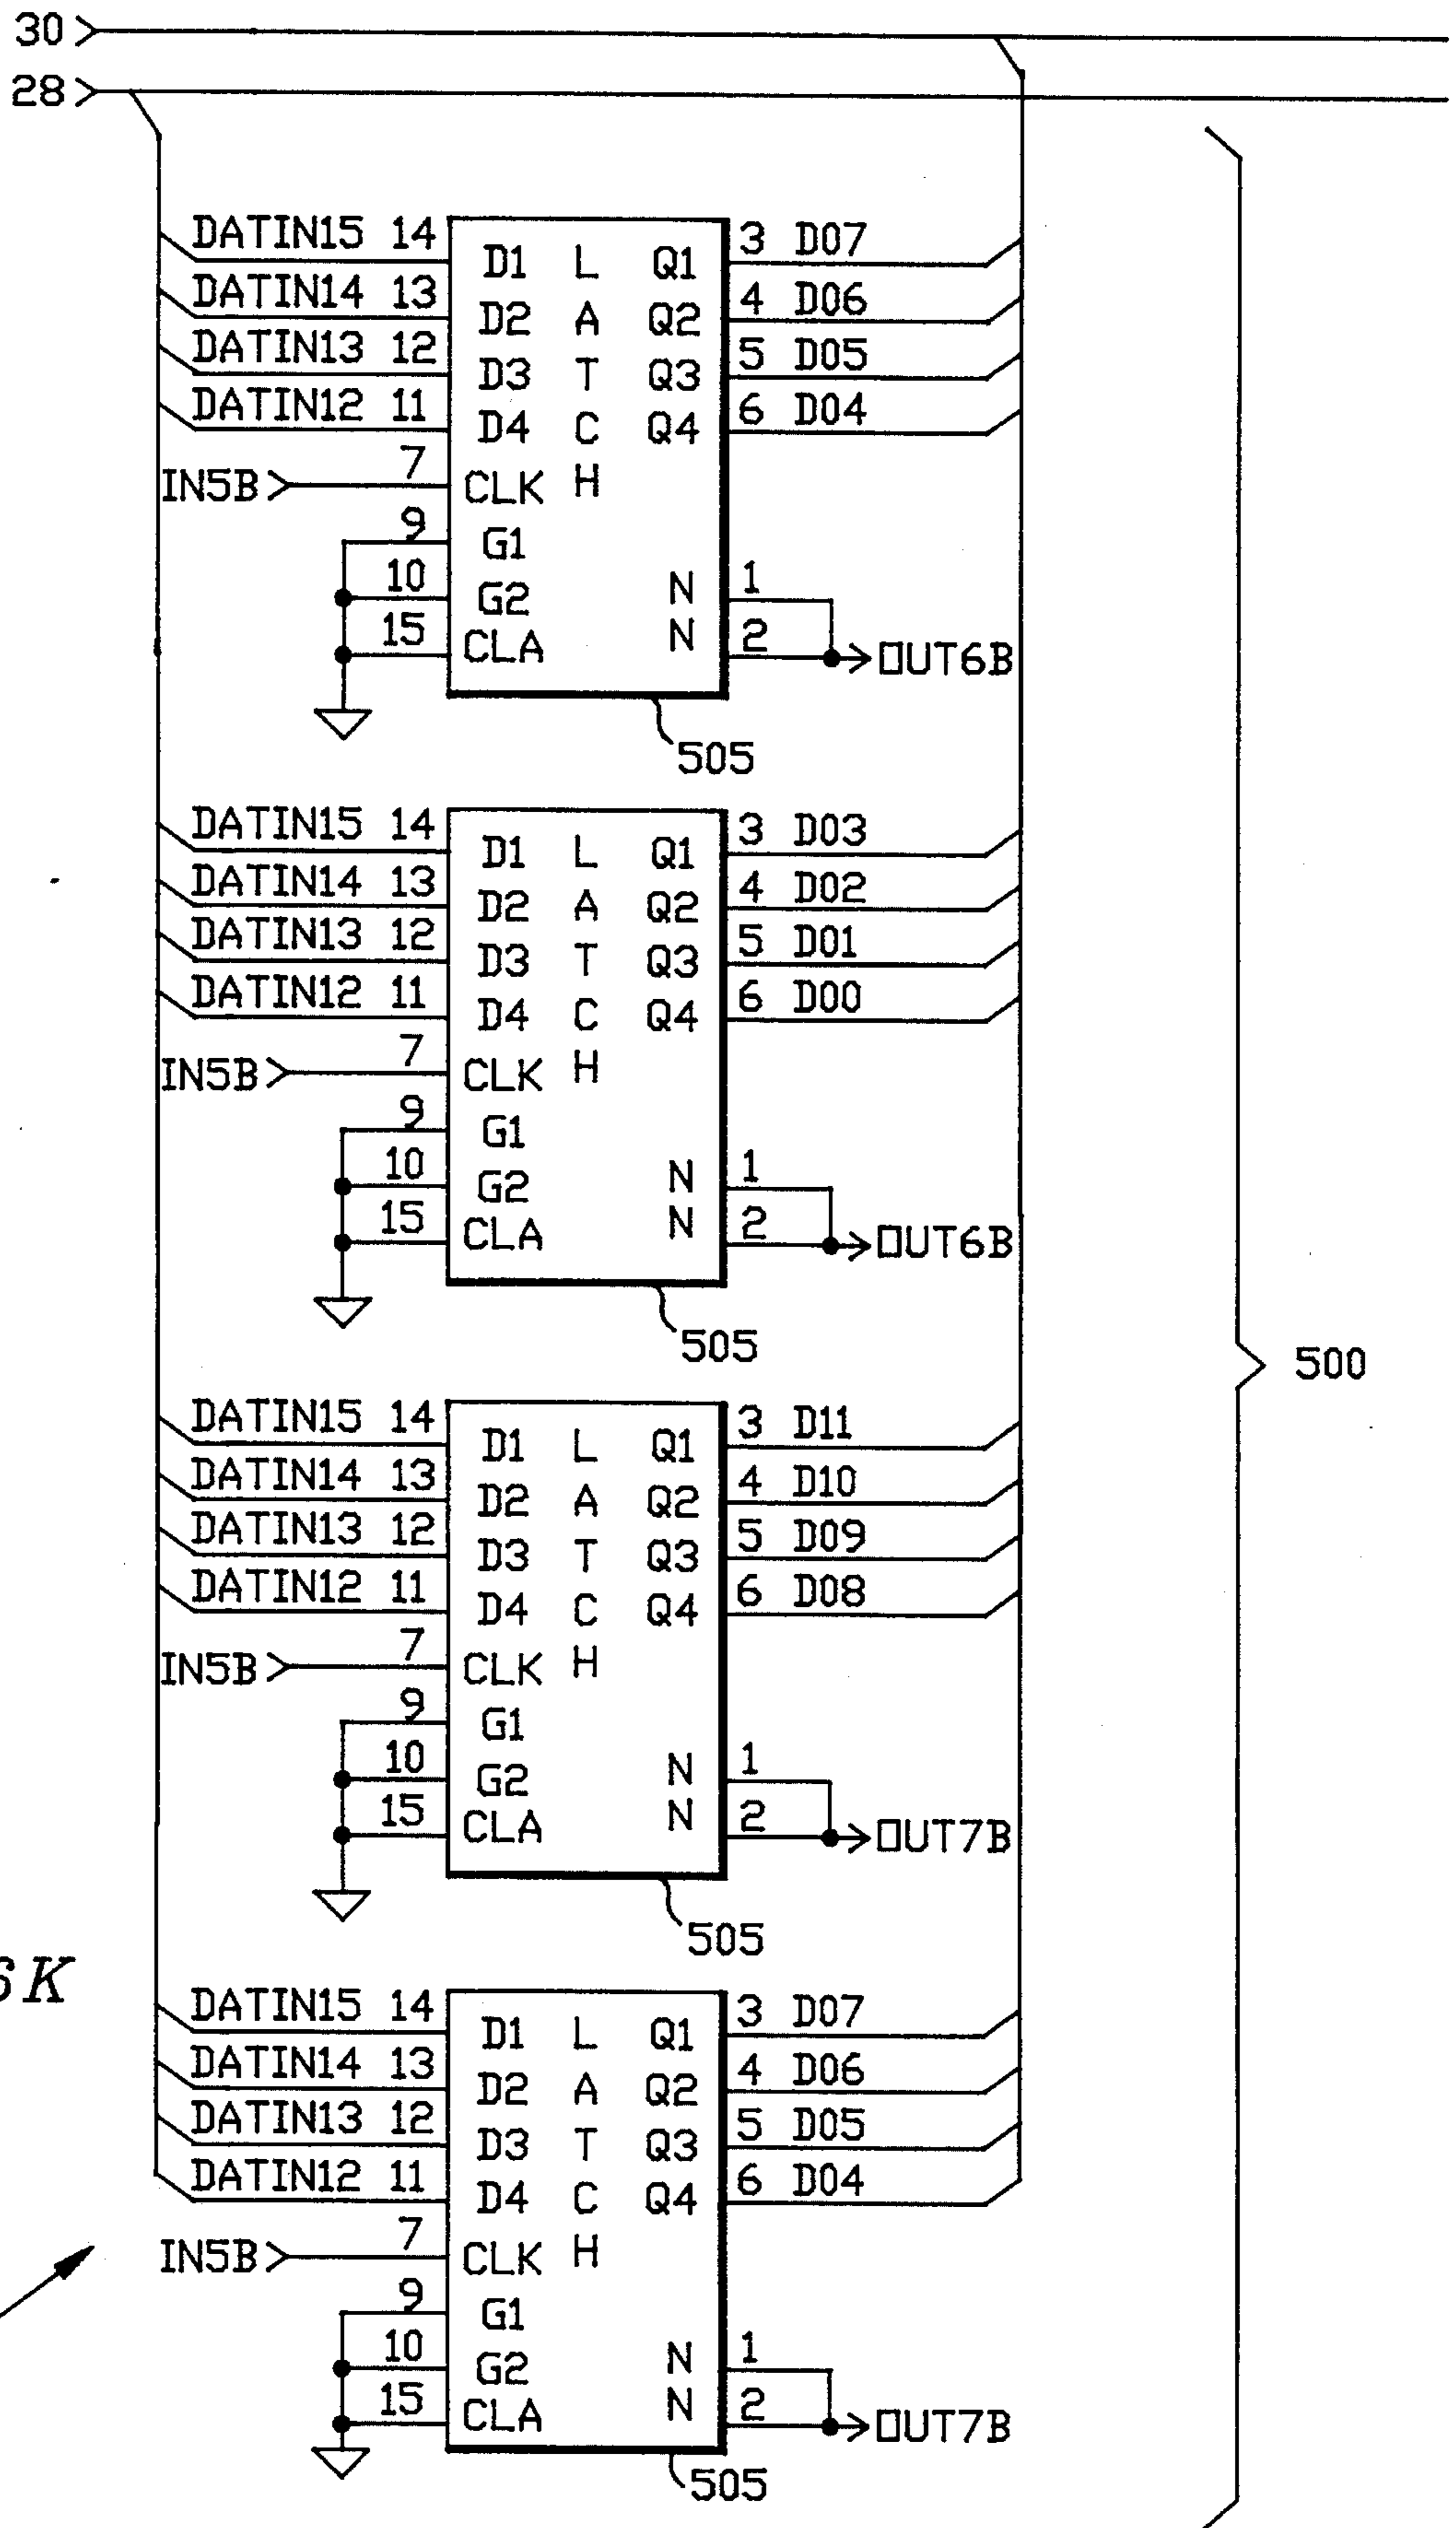 30
28
DATIN15 14 D1 L Q1 3 D07
DATIN14 13 D2 A Q2 4 D06
DATIN13 12 D3 T Q3 5 D05
DATIN12 11 D4 C Q4 6 D04
IN5B 7 CLK H
9 G1
10 G2 N 1
15 CLA N 2 OUT6B
505
DATIN15 14 D1 L Q1 3 D03
DATIN14 13 D2 A Q2 4 D02
DATIN13 12 D3 T Q3 5 D01
DATIN12 11 D4 C Q4 6 D00
IN5B 7 CLK H
9 G1
10 G2 N 1
15 CLA N 2 OUT6B
505
500
DATIN15 14 D1 L Q1 3 D11
DATIN14 13 D2 A Q2 4 D10
DATIN13 12 D3 T Q3 5 D09
DATIN12 11 D4 C Q4 6 D08
IN5B 7 CLK H
9 G1
10 G2 N 1
15 CLA N 2 OUT7B
505
6K
DATIN15 14 D1 L Q1 3 D07
DATIN14 13 D2 A Q2 4 D06
DATIN13 12 D3 T Q3 5 D05
DATIN12 11 D4 C Q4 6 D04
IN5B 7 CLK H
9 G1
10 G2 N 1
15 CLA N 2 OUT7B
505